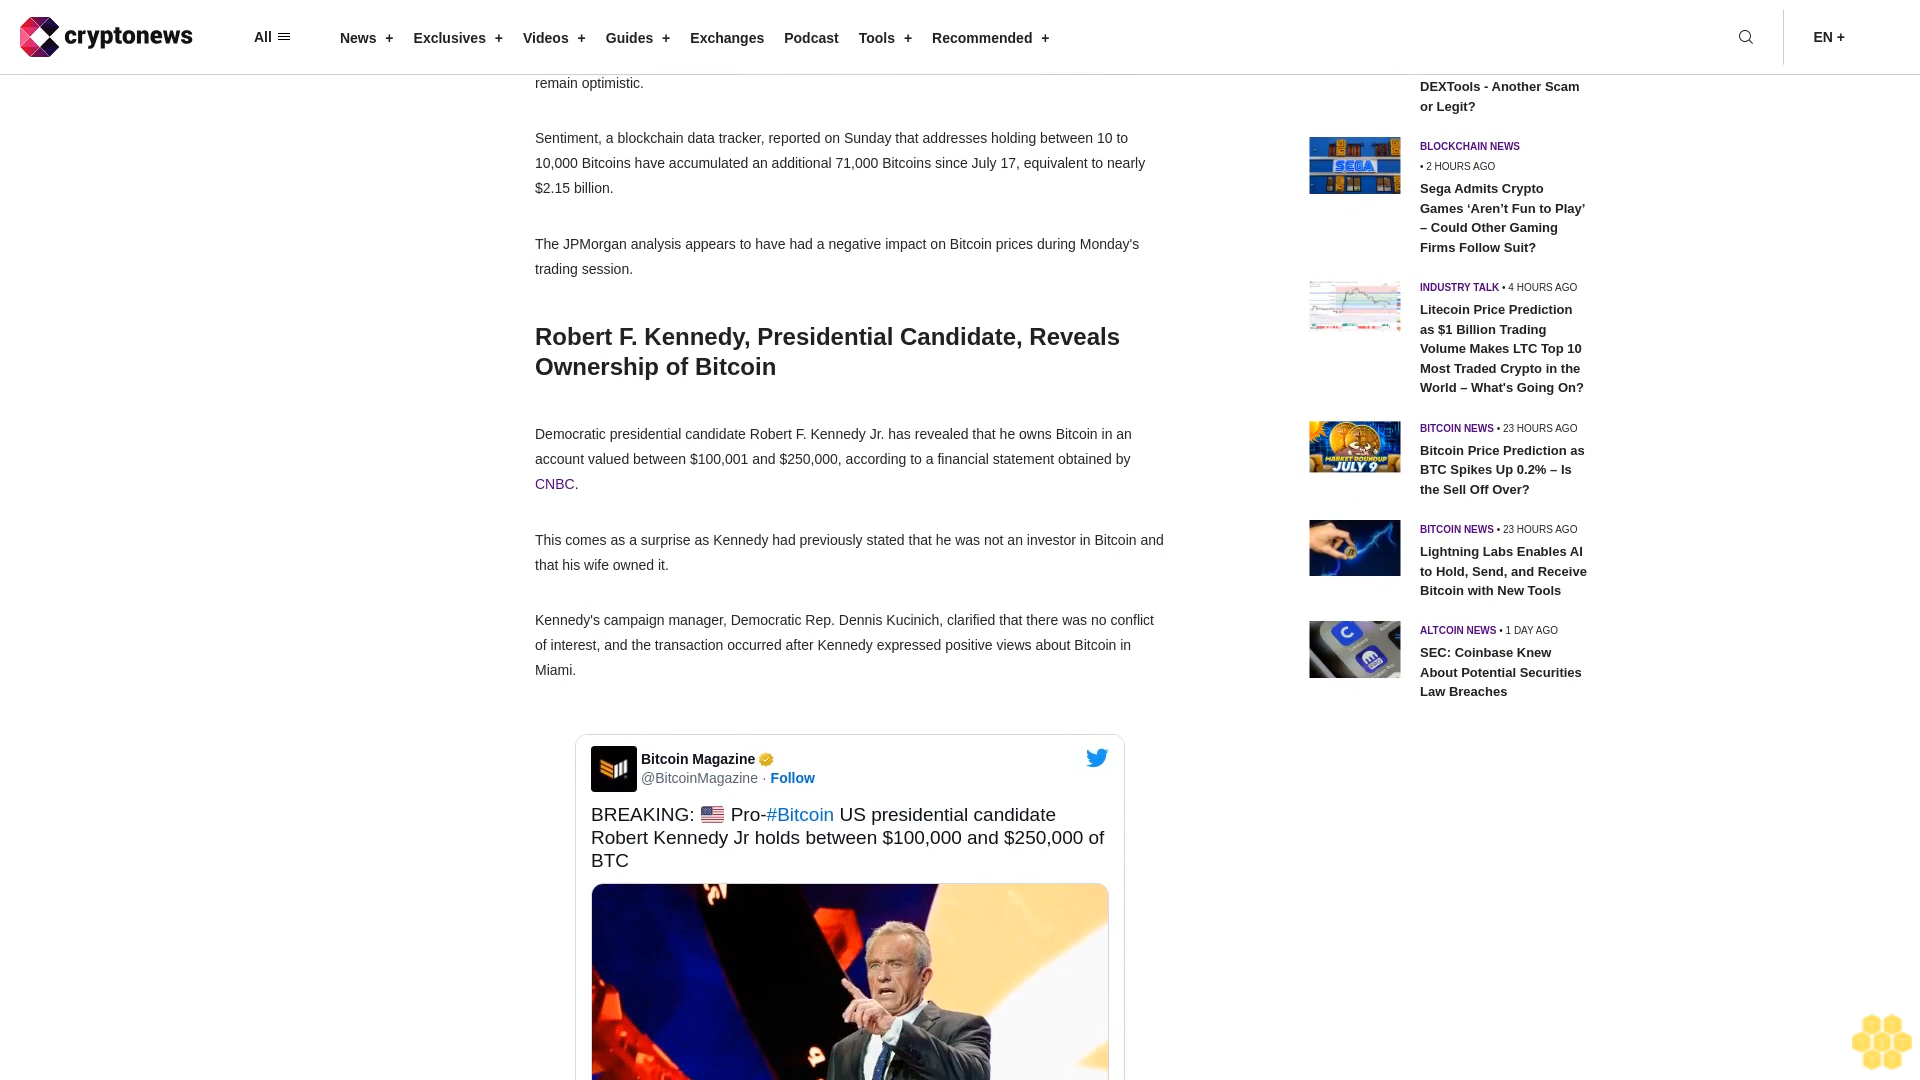 cryptonews
All
News +
Exclusives +
Videos +
Guides +
Exchanges
Podcast
Tools +
Recommended +
EN +
remain optimistic.
Sentiment, a blockchain data tracker, reported on Sunday that addresses holding between 10 to
10,000 Bitcoins have accumulated an additional 71,000 Bitcoins since July 17, equivalent to nearly
$2.15 billion.
The JPMorgan analysis appears to have had a negative impact on Bitcoin prices during Monday's
trading session.
Robert F. Kennedy, Presidential Candidate, Reveals
Ownership of Bitcoin
Democratic presidential candidate Robert F. Kennedy Jr. has revealed that he owns Bitcoin in an
account valued between $100,001 and $250,000, according to a financial statement obtained by
CNBC.
This comes as a surprise as Kennedy had previously stated that he was not an investor in Bitcoin and
that his wife owned it.
Kennedy's campaign manager, Democratic Rep. Dennis Kucinich, clarified that there was no conflict
of interest, and the transaction occurred after Kennedy expressed positive views about Bitcoin in
Miami.
Bitcoin Magazine
@BitcoinMagazine · Follow
BREAKING: 🇺🇸 Pro-#Bitcoin US presidential candidate
Robert Kennedy Jr holds between $100,000 and $250,000 of
BTC
DEXTools - Another Scam
or Legit?
SEGA
BLOCKCHAIN NEWS
• 2 HOURS AGO
Sega Admits Crypto
Games ‘Aren’t Fun to Play’
– Could Other Gaming
Firms Follow Suit?
INDUSTRY TALK • 4 HOURS AGO
Litecoin Price Prediction
as $1 Billion Trading
Volume Makes LTC Top 10
Most Traded Crypto in the
World – What's Going On?
MARKET ROUNDUP
JULY 9
BITCOIN NEWS • 23 HOURS AGO
Bitcoin Price Prediction as
BTC Spikes Up 0.2% – Is
the Sell Off Over?
BITCOIN NEWS • 23 HOURS AGO
Lightning Labs Enables AI
to Hold, Send, and Receive
Bitcoin with New Tools
ALTCOIN NEWS • 1 DAY AGO
SEC: Coinbase Knew
About Potential Securities
Law Breaches